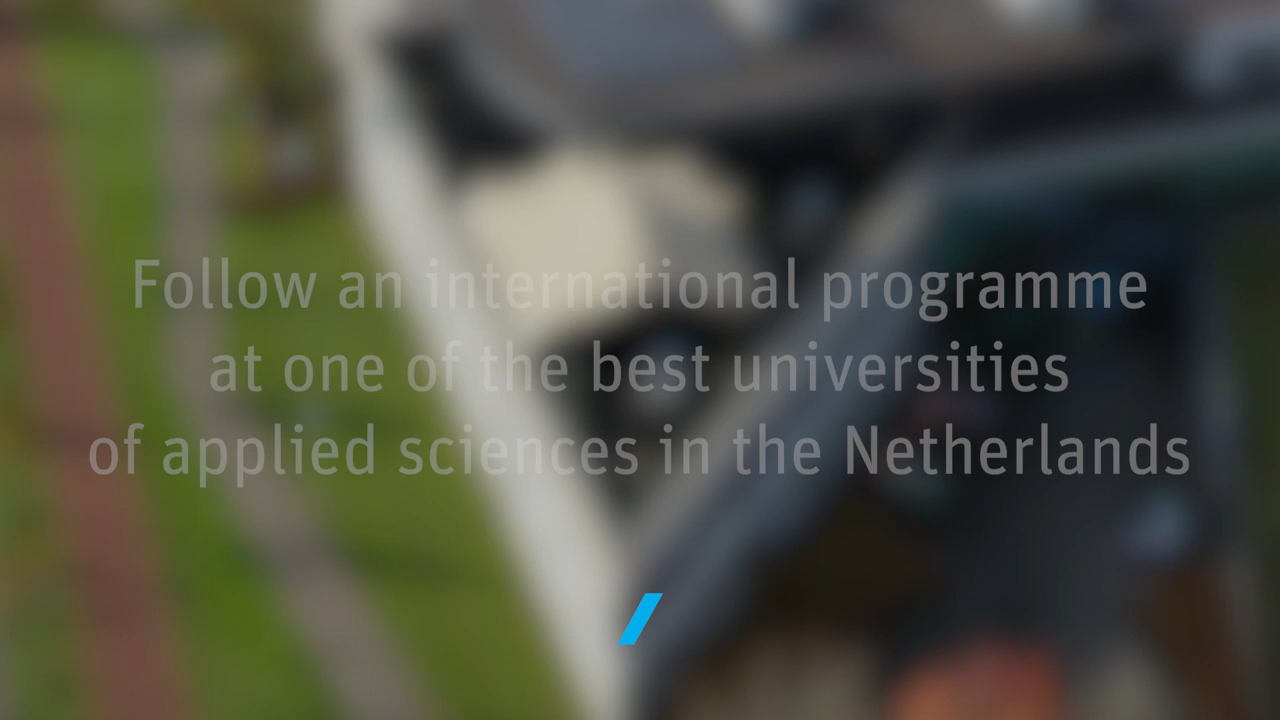 Follow an international programme
at one of the best universities
of applied sciences in the Netherlands